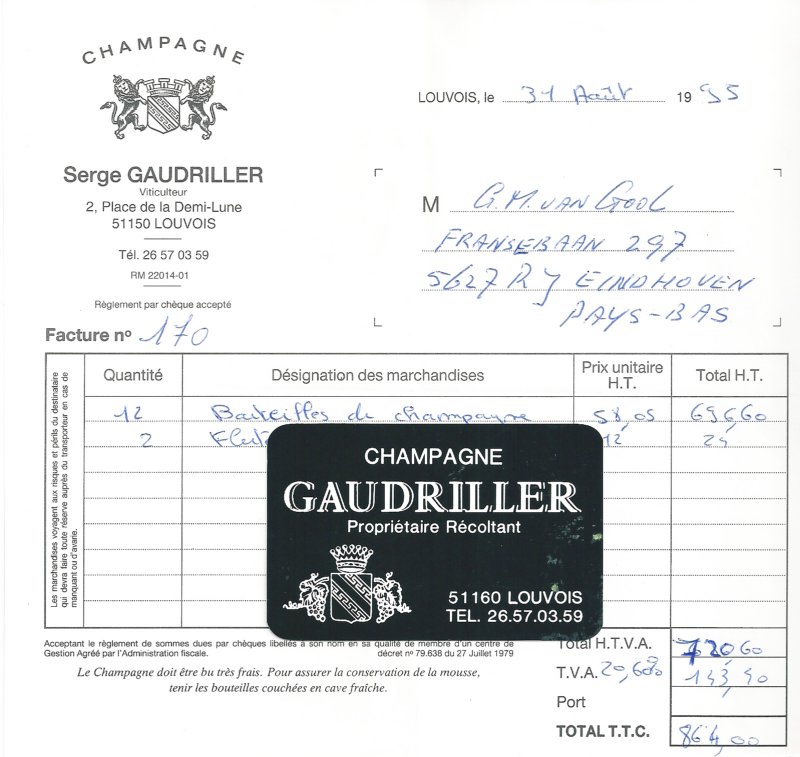 CHAMPAGNE
Serge GAUDRILLER
Viticulteur
2, Place de la Demi-Lune
51150 LOUVOIS
Tél. 26 57 03 59
RM 22014-01
Règlement par chèque accepté
LOUVOIS, le 31 Août 1995
M G.M. VAN GOOL
FRANSEBAAN 297
5627 RJ EINDHOVEN
PAYS-BAS
Facture nº 170
Les marchandises voyagent aux risques et périls du destinataire
qui devra faire toute réserve auprès du transporteur en cas de
manquant ou d'avarie.
Quantité Désignation des marchandises Prix unitaire H.T. Total H.T.
12 Bouteilles de champagne 58,05 696,60
2 12 24
CHAMPAGNE
GAUDRILLER
Propriétaire Récoltant
51160 LOUVOIS
TEL. 26.57.03.59
Acceptant le règlement de sommes dues par chèques libellés à son nom en sa qualité de membre d'un centre de
Gestion Agréé par l'Administration fiscale. décret nº 79.638 du 27 Juillet 1979
Le Champagne doit être bu très frais. Pour assurer la conservation de la mousse,
tenir les bouteilles couchées en cave fraîche.
Total H.T.V.A. 720,60
T.V.A. 20,60% 143,40
Port
TOTAL T.T.C. 864,00